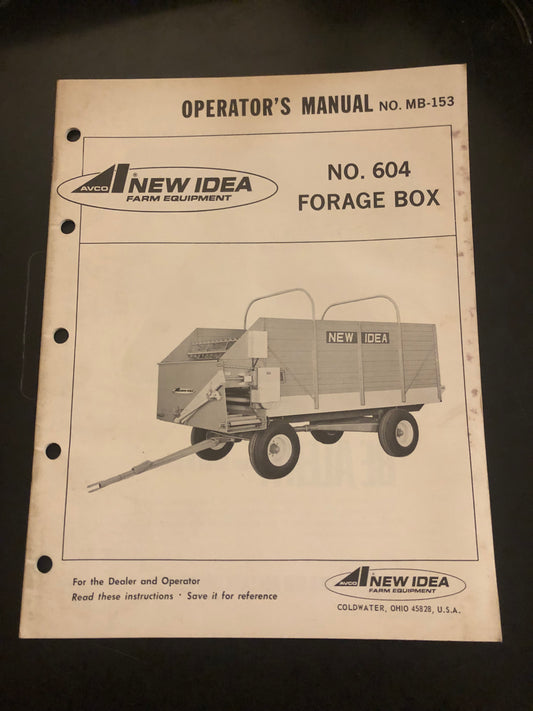 OPERATOR'S MANUAL NO. MB-153
AVCO NEW IDEA
FARM EQUIPMENT
NO. 604
FORAGE BOX
NEW IDEA
For the Dealer and Operator
Read these instructions · Save it for reference
AVCO NEW IDEA
FARM EQUIPMENT
COLDWATER, OHIO 45828, U.S.A.